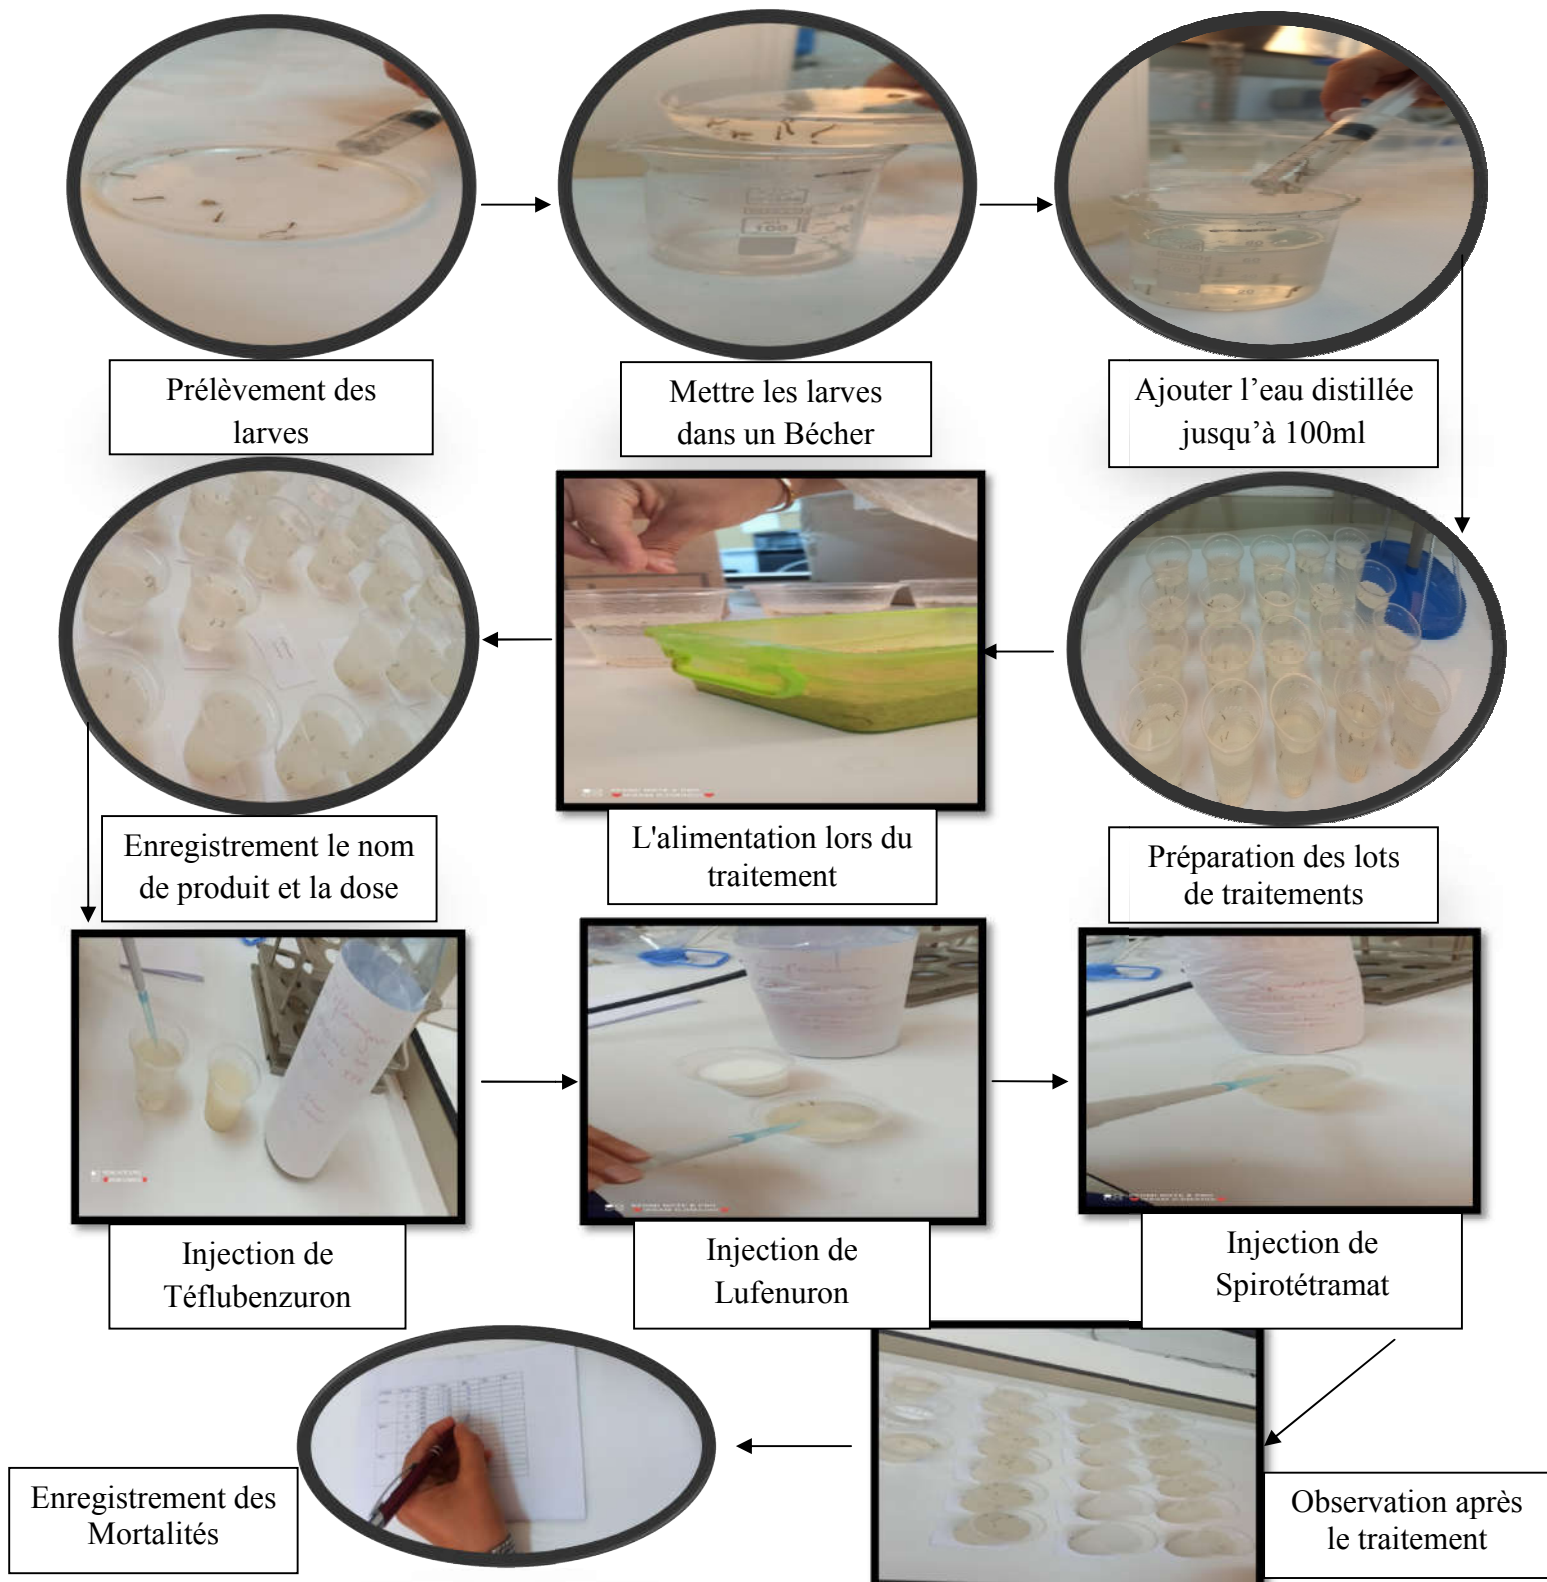 Prélèvement des
larves
Mettre les larves
dans un Bécher
Ajouter l’eau distillée
jusqu’à 100ml
Enregistrement le nom
de produit et la dose
L'alimentation lors du
traitement
Préparation des lots
de traitements
Injection de
Téflubenzuron
Injection de
Lufenuron
Injection de
Spirotétramat
Enregistrement des
Mortalités
Observation après
le traitement